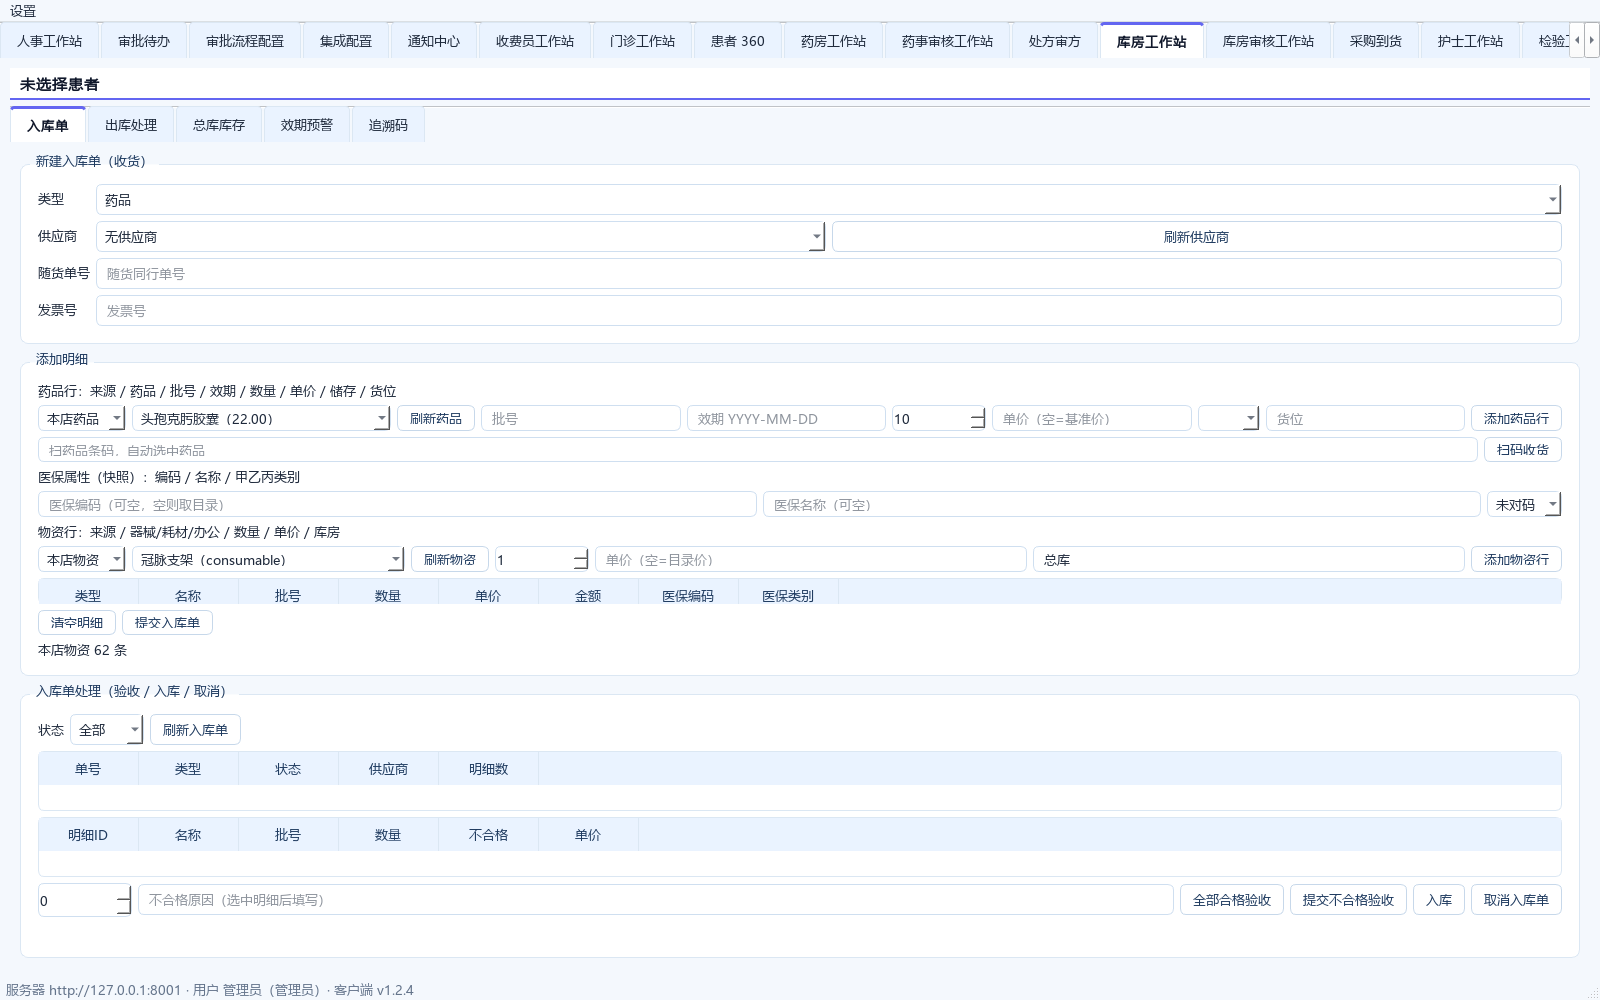 设置
人事工作站 审批待办 审批流程配置 集成配置 通知中心 收费员工作站 门诊工作站 患者 360 药房工作站 药事审核工作站 处方审方 库房工作站 库房审核工作站 采购到货 护士工作站 检验
未选择患者
入库单 出库处理 总库库存 效期预警 追溯码
新建入库单（收货）
类型 药品
供应商 无供应商 刷新供应商
随货单号 随货同行单号
发票号 发票号
添加明细
药品行：来源 / 药品 / 批号 / 效期 / 数量 / 单价 / 储存 / 货位
本店药品 头孢克肟胶囊（22.00） 刷新药品 批号 效期 YYYY-MM-DD 10 单价（空=基准价） 货位 添加药品行
扫药品条码，自动选中药品 扫码收货
医保属性（快照）：编码 / 名称 / 甲乙丙类别
医保编码（可空，空则取目录） 医保名称（可空） 未对码
物资行：来源 / 器械/耗材/办公 / 数量 / 单价 / 库房
本店物资 冠脉支架（consumable） 刷新物资 1 单价（空=目录价） 总库 添加物资行
类型 名称 批号 数量 单价 金额 医保编码 医保类别
清空明细 提交入库单
本店物资 62 条
入库单处理（验收 / 入库 / 取消）
状态 全部 刷新入库单
单号 类型 状态 供应商 明细数
明细ID 名称 批号 数量 不合格 单价
0 不合格原因（选中明细后填写） 全部合格验收 提交不合格验收 入库 取消入库单
服务器 http://127.0.0.1:8001 · 用户 管理员（管理员）· 客户端 v1.2.4